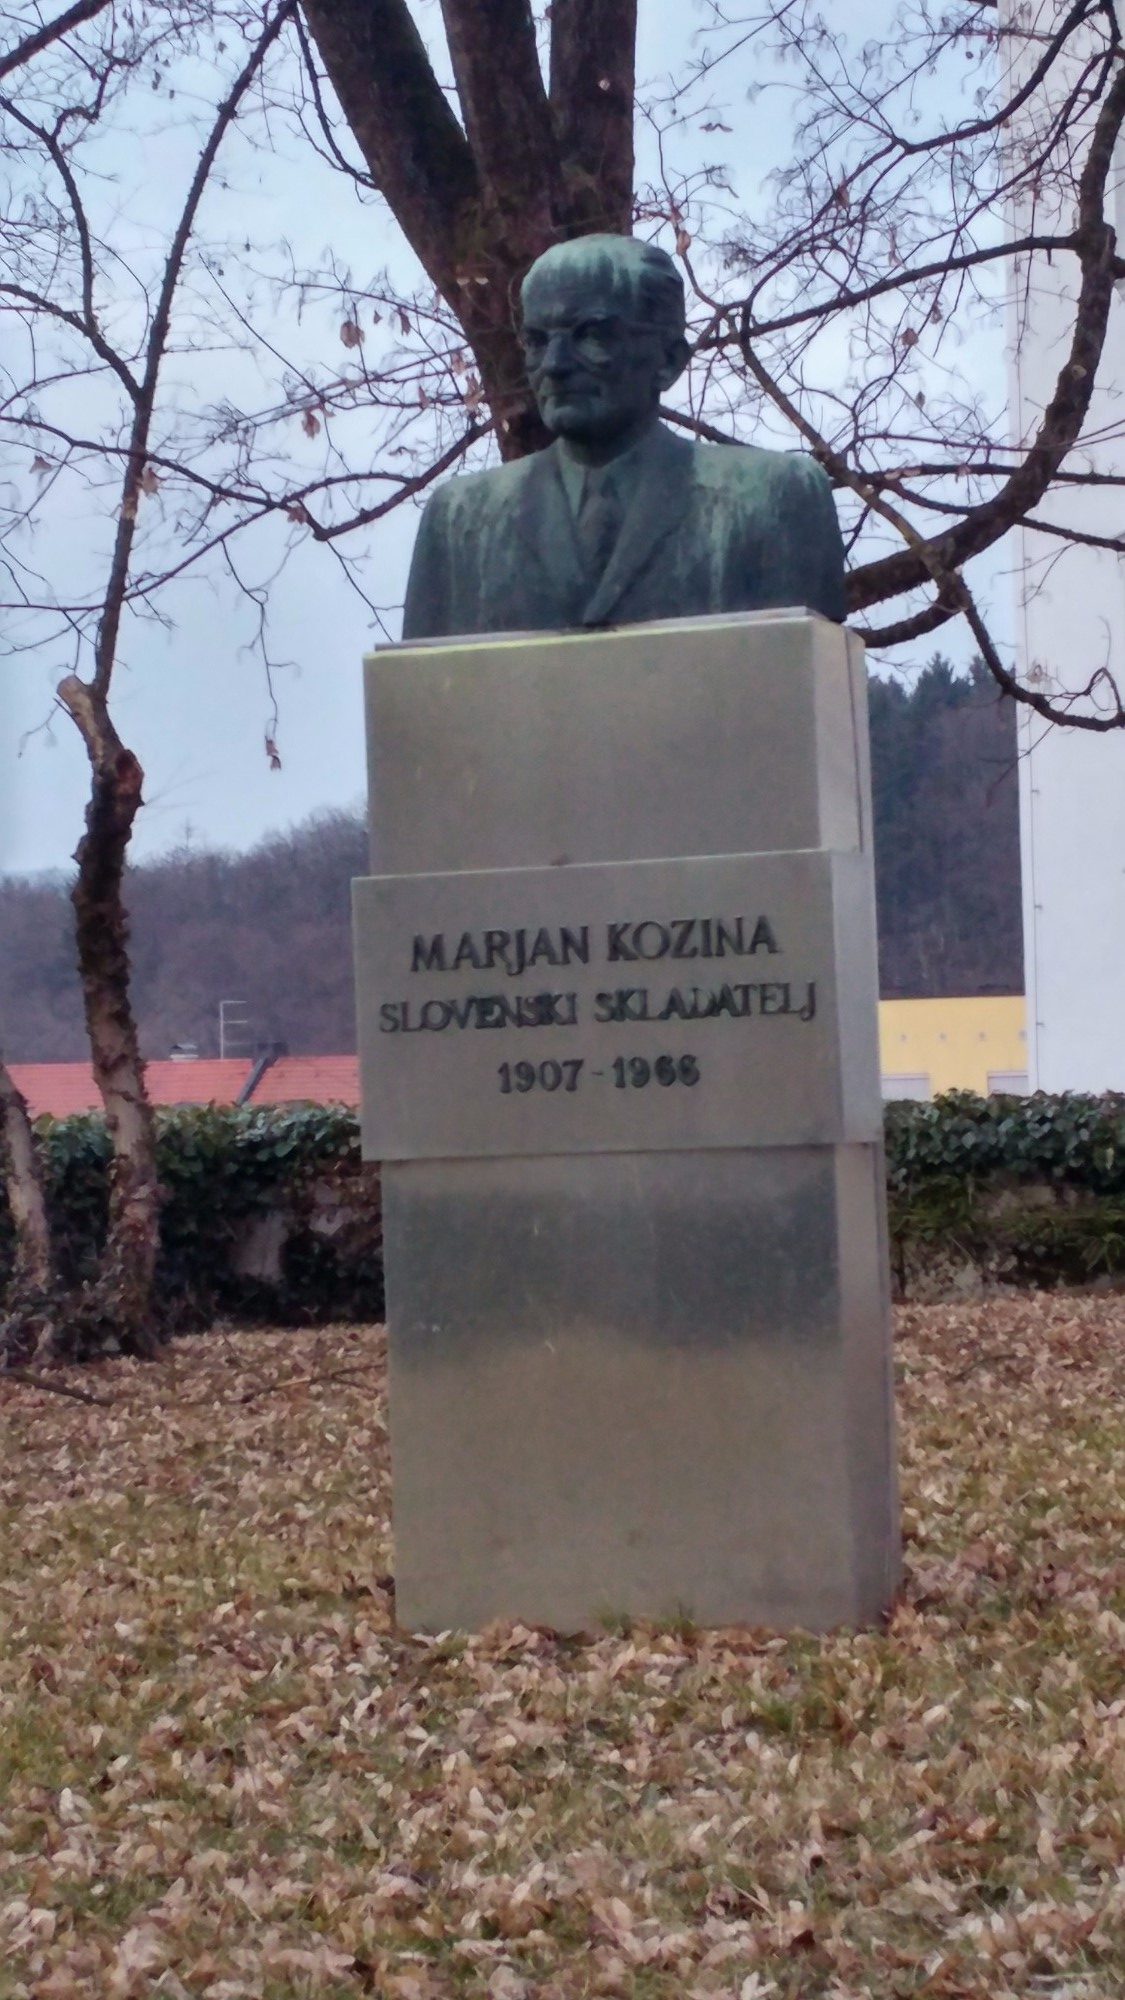 MARJAN KOZINA
SLOVENSKI SKLADATELJ
1907-1966